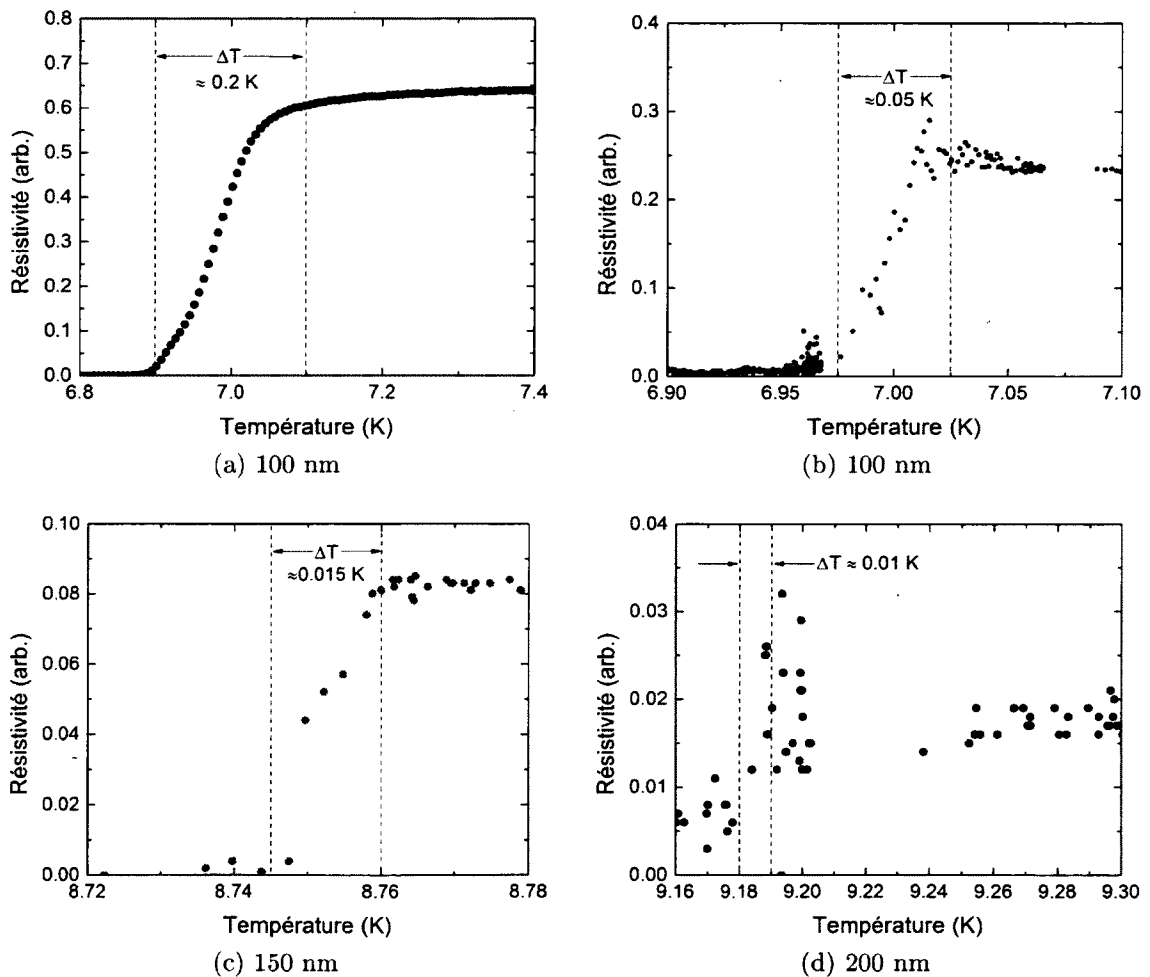 0.8
0.7
0.6
0.5
0.4
0.3
0.2
0.1
0.0
Résistivité (arb.)
ΔT
≈ 0.2 K
6.8 7.0 7.2 7.4
Température (K)
(a) 100 nm
0.4
0.3
0.2
0.1
0.0
Résistivité (arb.)
ΔT
≈0.05 K
6.90 6.95 7.00 7.05 7.10
Température (K)
(b) 100 nm
0.10
0.08
0.06
0.04
0.02
0.00
Résistivité (arb.)
ΔT
≈0.015 K
8.72 8.74 8.76 8.78
Température (K)
(c) 150 nm
0.04
0.03
0.02
0.01
0.00
Résistivité (arb.)
ΔT ≈ 0.01 K
9.16 9.18 9.20 9.22 9.24 9.26 9.28 9.30
Température (K)
(d) 200 nm